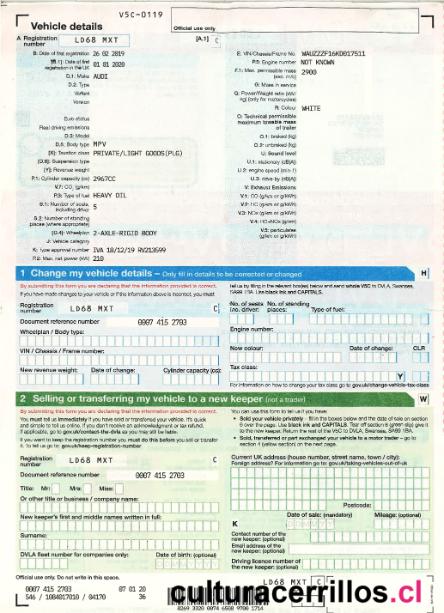 V5C-0119
Vehicle details
Official use only
A: Registration number LD68 MXT [A.1] C
B: Date of first registration 26 02 2019
[B.1]: Date of first registration in the UK 01 01 2020
D.1: Make AUDI
D.2: Type
Variant
Version
Euro status
Real driving emissions
D.3: Model
D.5: Body type MPV
[X]: Taxation class PRIVATE/LIGHT GOODS(PLG)
[D.6]: Suspension type
[Y]: Revenue weight
P.1: Cylinder capacity (cc) 2967CC
V.7: CO₂ (g/km)
P.3: Type of fuel HEAVY OIL
S.1: Number of seats, including driver 5
S.2: Number of standing places (where appropriate)
[D.4]: Wheelplan 2-AXLE-RIGID BODY
J: Vehicle category
K: Type approval number IVA 18/12/19 RV213599
P.2: Max. net power (kW) 210
E: VIN/Chassis/Frame No. WAUZZZF16KD017511
P.5: Engine number NOT KNOWN
F.1: Max. permissible mass (exc. m/c) 2900
G: Mass in service
Q: Power/Weight ratio (kW/kg) (only for motorcycles)
R: Colour WHITE
O: Technical permissible maximum towable mass of trailer
O.1: braked (kg)
O.2: unbraked (kg)
U: Sound level
U.1: stationary (dB(A))
U.2: engine speed (min-1)
U.3: drive-by (dB(A))
V: Exhaust Emissions
V.1: CO (g/km or g/kWh)
V.2: HC (g/km or g/kWh)
V.3: NOx (g/km or g/kWh)
V.4: HC+NOx (g/km)
V.5: particulates (g/km or g/kWh)
1 Change my vehicle details – Only fill in details to be corrected or changed H
By submitting this form you are declaring that the information provided is correct.
If you have made changes to your vehicle or if the information above is incorrect, you must
tell us by filling in the relevant box(es) below and send whole V5C to DVLA, Swansea,
SA99 1BA. Use black ink and CAPITALS.
Registration number LD68 MXT C
Document reference number 0007 415 2703
Wheelplan / Body type:
VIN / Chassis / Frame number:
New revenue weight: Date of change: Cylinder capacity (cc):
No. of seats (inc. driver): No. of standing places: Type of fuel:
Engine number:
New colour: Date of change: CLR
Tax class:
Y
For information on how to change your tax class go to gov.uk/change-vehicle-tax-class
2 Selling or transferring my vehicle to a new keeper (not a trader) W
By submitting this form you are declaring that the information provided is correct.
You must tell us immediately if you have sold or transferred your vehicle. It's quick
and simple to tell us online. If you don't receive an acknowledgment or tax refund,
if applicable, go to gov.uk/contact-the-dvla as you may still be liable.
If you want to keep the registration number you must do this before you sell or transfer
it. To tell us go to: gov.uk/keep-registration-number
You can use this form to tell us if you have:
• Sold your vehicle privately – fill in the boxes below and the date of sale on section
6 over the page. Use black ink and CAPITALS. Tear off section 6 (green slip) give it
to the new keeper. Return the rest of the V5C to DVLA, Swansea, SA99 1BA.
• Sold, transferred or part exchanged your vehicle to a motor trader – go to
section 4 (yellow section) on the next page.
Registration number LD68 MXT C
Document reference number 0007 415 2703
Title: Mr: Mrs: Miss:
Or other title or business / company name:
New keeper's first and middle names written in full:
Surname:
DVLA fleet number for companies only: Date of birth: (optional)
Current UK address (house number, street name, town / city):
Foreign address? For information go to: gov.uk/taking-vehicles-out-of-uk
Postcode:
Date of sale: (mandatory) Mileage: (optional)
K
Contact number of the new keeper: (optional)
Email address of the new keeper: (optional)
Driving licence number of the new keeper: (optional)
Official use only. Do not write in this space.
LD68 MXT C
0007 415 2703 07 01 20
546 / 1084017010 / 04170 36
8269 3320 0074 6508 9700 1714
culturacerrillos.cl